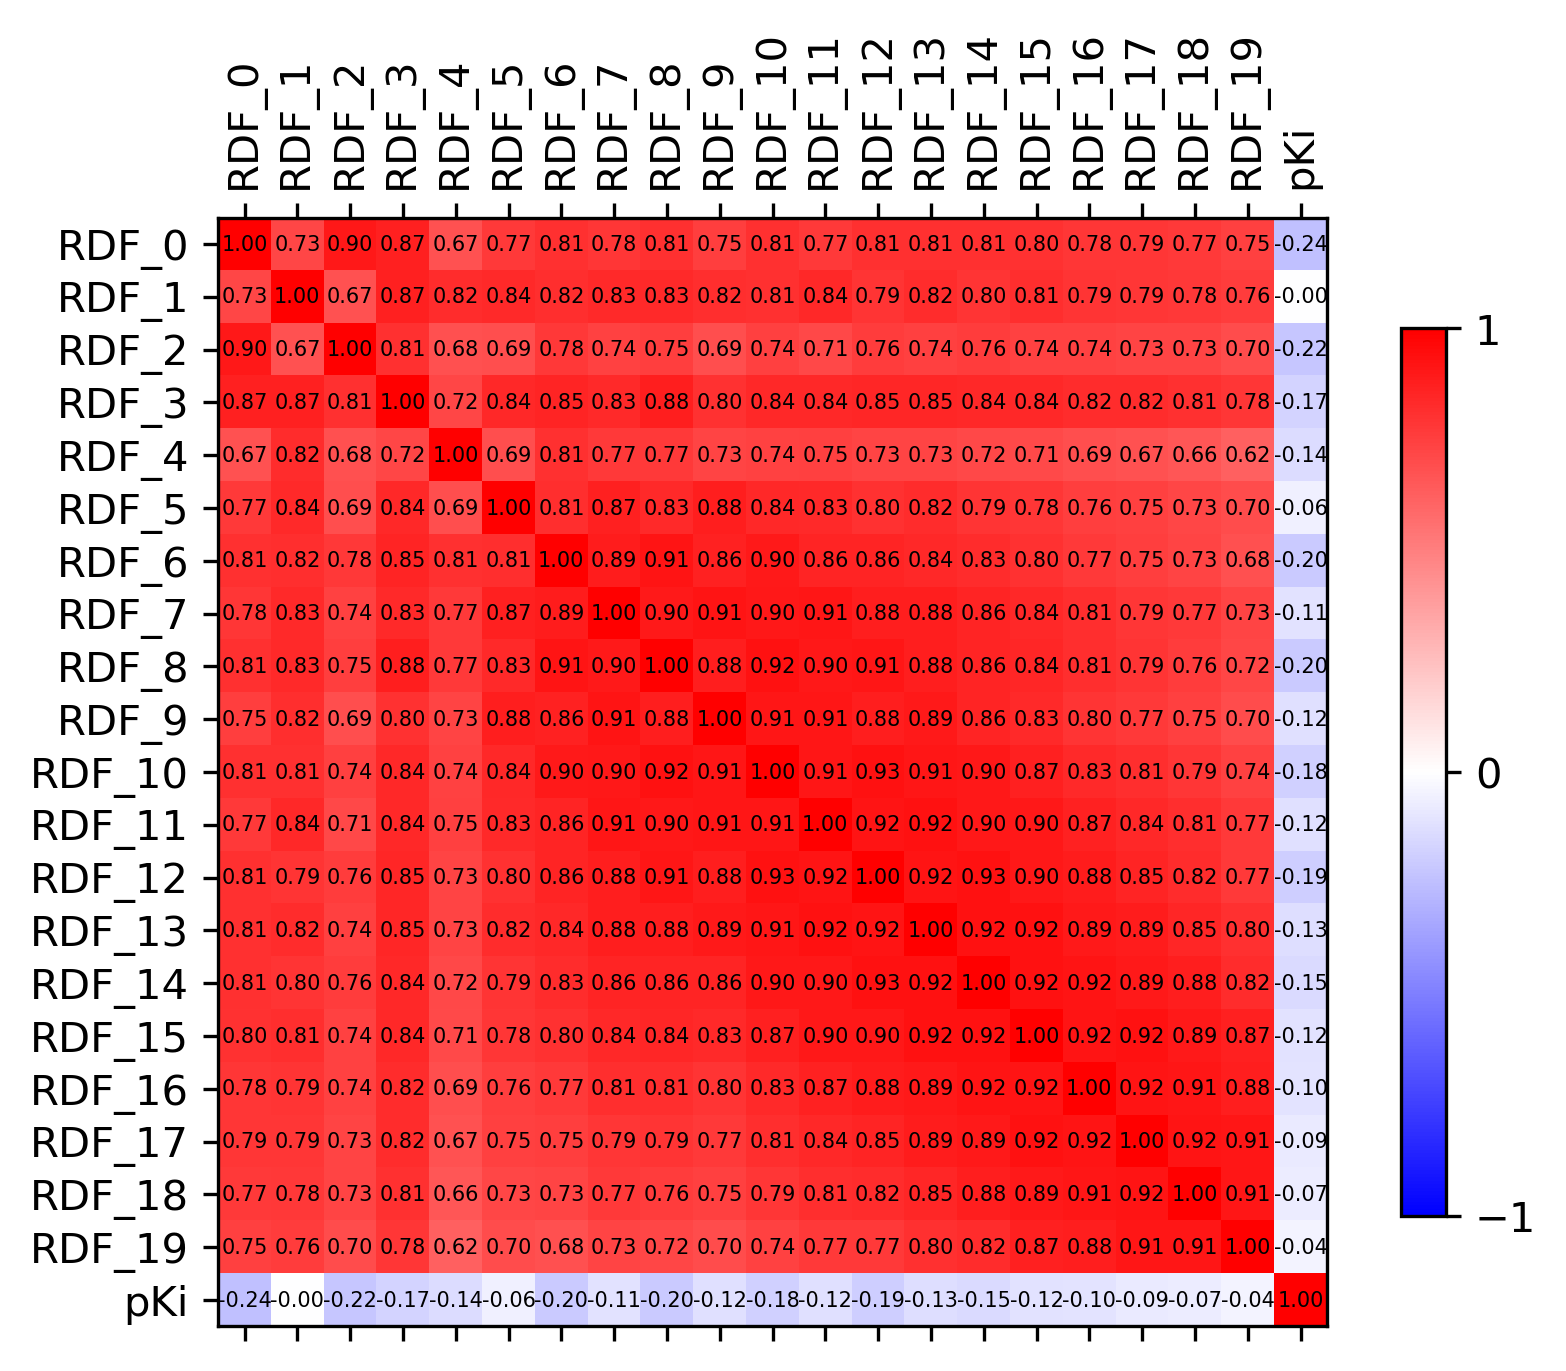 RDF_0 RDF_1 RDF_2 RDF_3 RDF_4 RDF_5 RDF_6 RDF_7 RDF_8 RDF_9 RDF_10 RDF_11 RDF_12 RDF_13 RDF_14 RDF_15 RDF_16 RDF_17 RDF_18 RDF_19 pKi
RDF_0 1.00 0.73 0.90 0.87 0.67 0.77 0.81 0.78 0.81 0.75 0.81 0.77 0.81 0.81 0.81 0.80 0.78 0.79 0.77 0.75 -0.24
RDF_1 0.73 1.00 0.67 0.87 0.82 0.84 0.82 0.83 0.83 0.82 0.81 0.84 0.79 0.82 0.80 0.81 0.79 0.79 0.78 0.76 -0.00
RDF_2 0.90 0.67 1.00 0.81 0.68 0.69 0.78 0.74 0.75 0.69 0.74 0.71 0.76 0.74 0.76 0.74 0.74 0.73 0.73 0.70 -0.22
RDF_3 0.87 0.87 0.81 1.00 0.72 0.84 0.85 0.83 0.88 0.80 0.84 0.84 0.85 0.85 0.84 0.84 0.82 0.82 0.81 0.78 -0.17
RDF_4 0.67 0.82 0.68 0.72 1.00 0.69 0.81 0.77 0.77 0.73 0.74 0.75 0.73 0.73 0.72 0.71 0.69 0.67 0.66 0.62 -0.14
RDF_5 0.77 0.84 0.69 0.84 0.69 1.00 0.81 0.87 0.83 0.88 0.84 0.83 0.80 0.82 0.79 0.78 0.76 0.75 0.73 0.70 -0.06
RDF_6 0.81 0.82 0.78 0.85 0.81 0.81 1.00 0.89 0.91 0.86 0.90 0.86 0.86 0.84 0.83 0.80 0.77 0.75 0.73 0.68 -0.20
RDF_7 0.78 0.83 0.74 0.83 0.77 0.87 0.89 1.00 0.90 0.91 0.90 0.91 0.88 0.88 0.86 0.84 0.81 0.79 0.77 0.73 -0.11
RDF_8 0.81 0.83 0.75 0.88 0.77 0.83 0.91 0.90 1.00 0.88 0.92 0.90 0.91 0.88 0.86 0.84 0.81 0.79 0.76 0.72 -0.20
RDF_9 0.75 0.82 0.69 0.80 0.73 0.88 0.86 0.91 0.88 1.00 0.91 0.91 0.88 0.89 0.86 0.83 0.80 0.77 0.75 0.70 -0.12
RDF_10 0.81 0.81 0.74 0.84 0.74 0.84 0.90 0.90 0.92 0.91 1.00 0.91 0.93 0.91 0.90 0.87 0.83 0.81 0.79 0.74 -0.18
RDF_11 0.77 0.84 0.71 0.84 0.75 0.83 0.86 0.91 0.90 0.91 0.91 1.00 0.92 0.92 0.90 0.90 0.87 0.84 0.81 0.77 -0.12
RDF_12 0.81 0.79 0.76 0.85 0.73 0.80 0.86 0.88 0.91 0.88 0.93 0.92 1.00 0.92 0.93 0.90 0.88 0.85 0.82 0.77 -0.19
RDF_13 0.81 0.82 0.74 0.85 0.73 0.82 0.84 0.88 0.88 0.89 0.91 0.92 0.92 1.00 0.92 0.92 0.89 0.89 0.85 0.80 -0.13
RDF_14 0.81 0.80 0.76 0.84 0.72 0.79 0.83 0.86 0.86 0.86 0.90 0.90 0.93 0.92 1.00 0.92 0.92 0.89 0.88 0.82 -0.15
RDF_15 0.80 0.81 0.74 0.84 0.71 0.78 0.80 0.84 0.84 0.83 0.87 0.90 0.90 0.92 0.92 1.00 0.92 0.92 0.89 0.87 -0.12
RDF_16 0.78 0.79 0.74 0.82 0.69 0.76 0.77 0.81 0.81 0.80 0.83 0.87 0.88 0.89 0.92 0.92 1.00 0.92 0.91 0.88 -0.10
RDF_17 0.79 0.79 0.73 0.82 0.67 0.75 0.75 0.79 0.79 0.77 0.81 0.84 0.85 0.89 0.89 0.92 0.92 1.00 0.92 0.91 -0.09
RDF_18 0.77 0.78 0.73 0.81 0.66 0.73 0.73 0.77 0.76 0.75 0.79 0.81 0.82 0.85 0.88 0.89 0.91 0.92 1.00 0.91 -0.07
RDF_19 0.75 0.76 0.70 0.78 0.62 0.70 0.68 0.73 0.72 0.70 0.74 0.77 0.77 0.80 0.82 0.87 0.88 0.91 0.91 1.00 -0.04
pKi -0.24 -0.00 -0.22 -0.17 -0.14 -0.06 -0.20 -0.11 -0.20 -0.12 -0.18 -0.12 -0.19 -0.13 -0.15 -0.12 -0.10 -0.09 -0.07 -0.04 1.00
1
0
−1